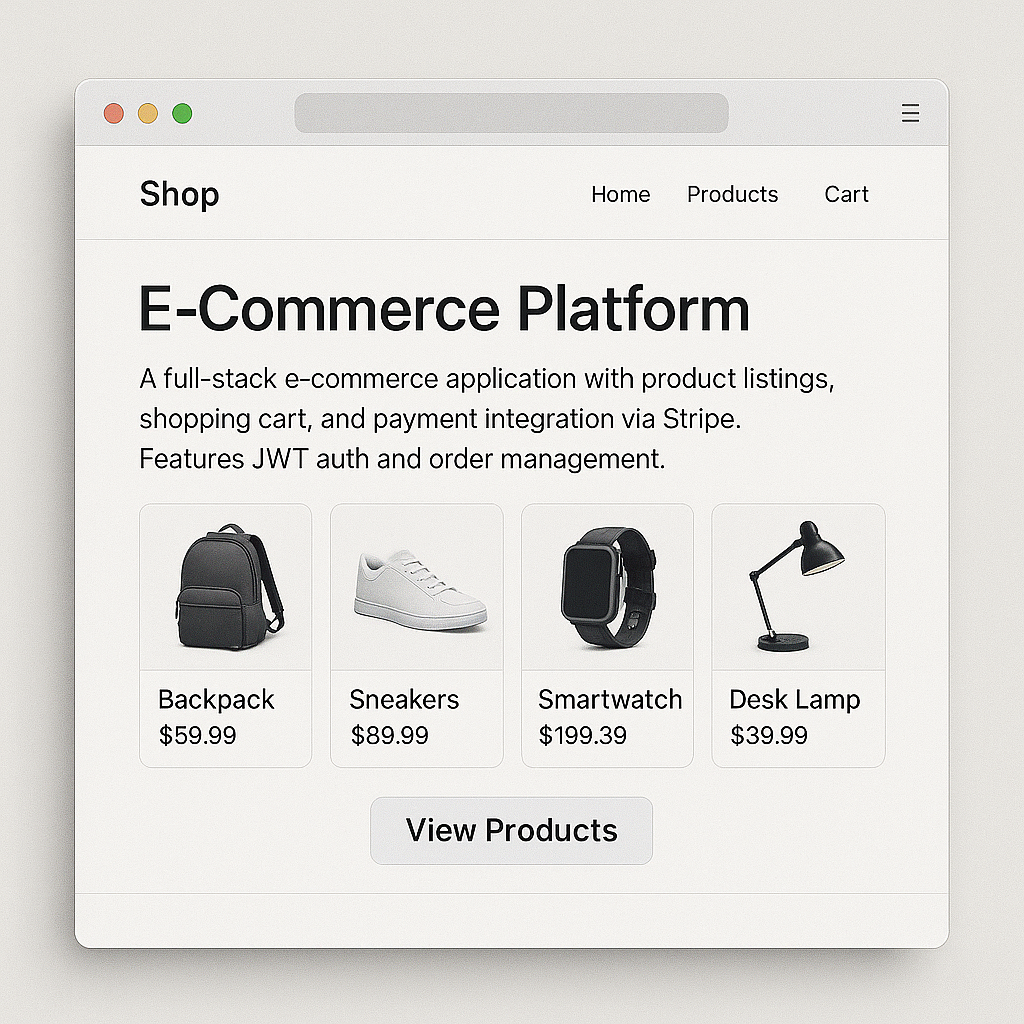 Shop
Home Products Cart
E-Commerce Platform
A full-stack e-commerce application with product listings,
shopping cart, and payment integration via Stripe.
Features JWT auth and order management.
Backpack
$59.99
Sneakers
$89.99
Smartwatch
$199.39
Desk Lamp
$39.99
View Products